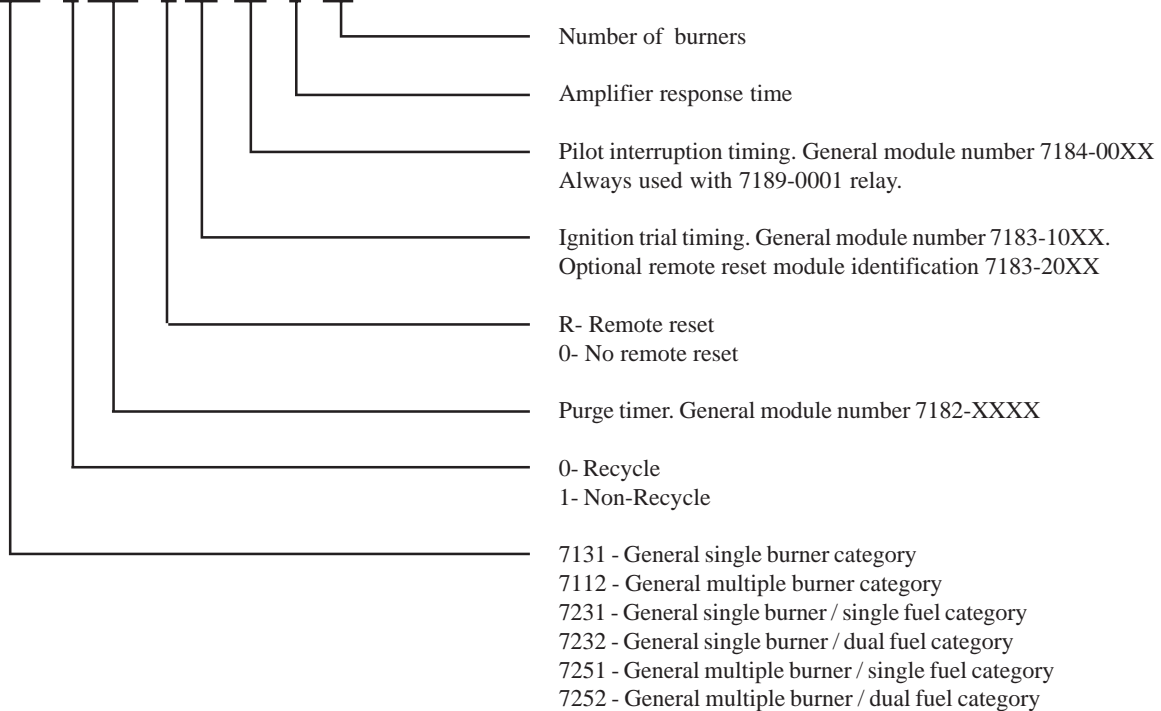 Number of burners
Amplifier response time
Pilot interruption timing. General module number 7184-00XX
Always used with 7189-0001 relay.
Ignition trial timing. General module number 7183-10XX.
Optional remote reset module identification 7183-20XX
R- Remote reset
0- No remote reset
Purge timer. General module number 7182-XXXX
0- Recycle
1- Non-Recycle
7131 - General single burner category
7112 - General multiple burner category
7231 - General single burner / single fuel category
7232 - General single burner / dual fuel category
7251 - General multiple burner / single fuel category
7252 - General multiple burner / dual fuel category